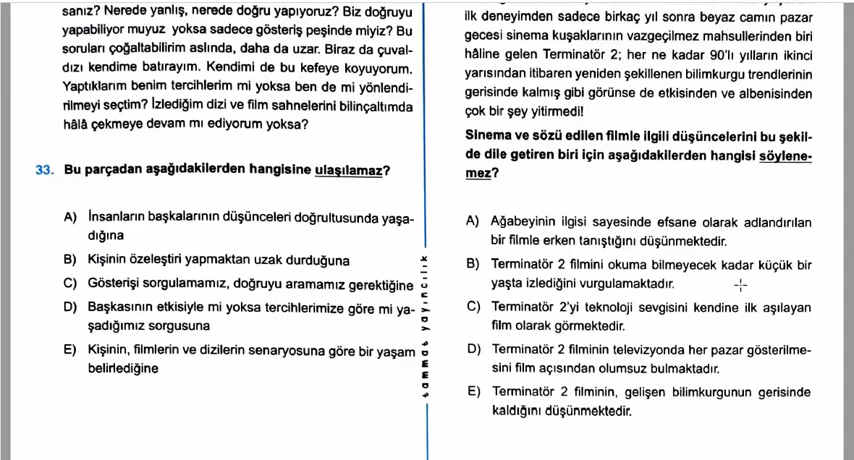 sanız? Nerede yanlış, nerede doğru yapıyoruz? Biz doğruyu
yapabiliyor muyuz yoksa sadece gösteriş peşinde miyiz? Bu
soruları çoğaltabilirim aslında, daha da uzar. Biraz da çuval-
dızı kendime batırayım. Kendimi de bu kefeye koyuyorum.
Yaptıklarım benim tercihlerim mi yoksa ben de mi yönlendi-
rilmeyi seçtim? İzlediğim dizi ve film sahnelerini bilinçaltımda
hâlâ çekmeye devam mı ediyorum yoksa?
33. Bu parçadan aşağıdakilerden hangisine ulaşılamaz?
A) İnsanların başkalarının düşünceleri doğrultusunda yaşa-
dığına
B) Kişinin özeleştiri yapmaktan uzak durduğuna
C) Gösterişi sorgulamamız, doğruyu aramamız gerektiğine
D) Başkasının etkisiyle mi yoksa tercihlerimize göre mi ya-
şadığımız sorgusuna
E) Kişinin, filmlerin ve dizilerin senaryosuna göre bir yaşam
belirlediğine
tammat yayıncılık
ilk deneyimden sadece birkaç yıl sonra beyaz camın pazar
gecesi sinema kuşaklarının vazgeçilmez mahsullerinden biri
hâline gelen Terminatör 2; her ne kadar 90'lı yılların ikinci
yarısından itibaren yeniden şekillenen bilimkurgu trendlerinin
gerisinde kalmış gibi görünse de etkisinden ve albenisinden
çok bir şey yitirmedi!
Sinema ve sözü edilen filmle ilgili düşüncelerini bu şekil-
de dile getiren biri için aşağıdakilerden hangisi söylene-
mez?
A) Ağabeyinin ilgisi sayesinde efsane olarak adlandırılan
bir filmle erken tanıştığını düşünmektedir.
B) Terminatör 2 filmini okuma bilmeyecek kadar küçük bir
yaşta izlediğini vurgulamaktadır.
C) Terminatör 2'yi teknoloji sevgisini kendine ilk aşılayan
film olarak görmektedir.
D) Terminatör 2 filminin televizyonda her pazar gösterilme-
sini film açısından olumsuz bulmaktadır.
E) Terminatör 2 filminin, gelişen bilimkurgunun gerisinde
kaldığını düşünmektedir.